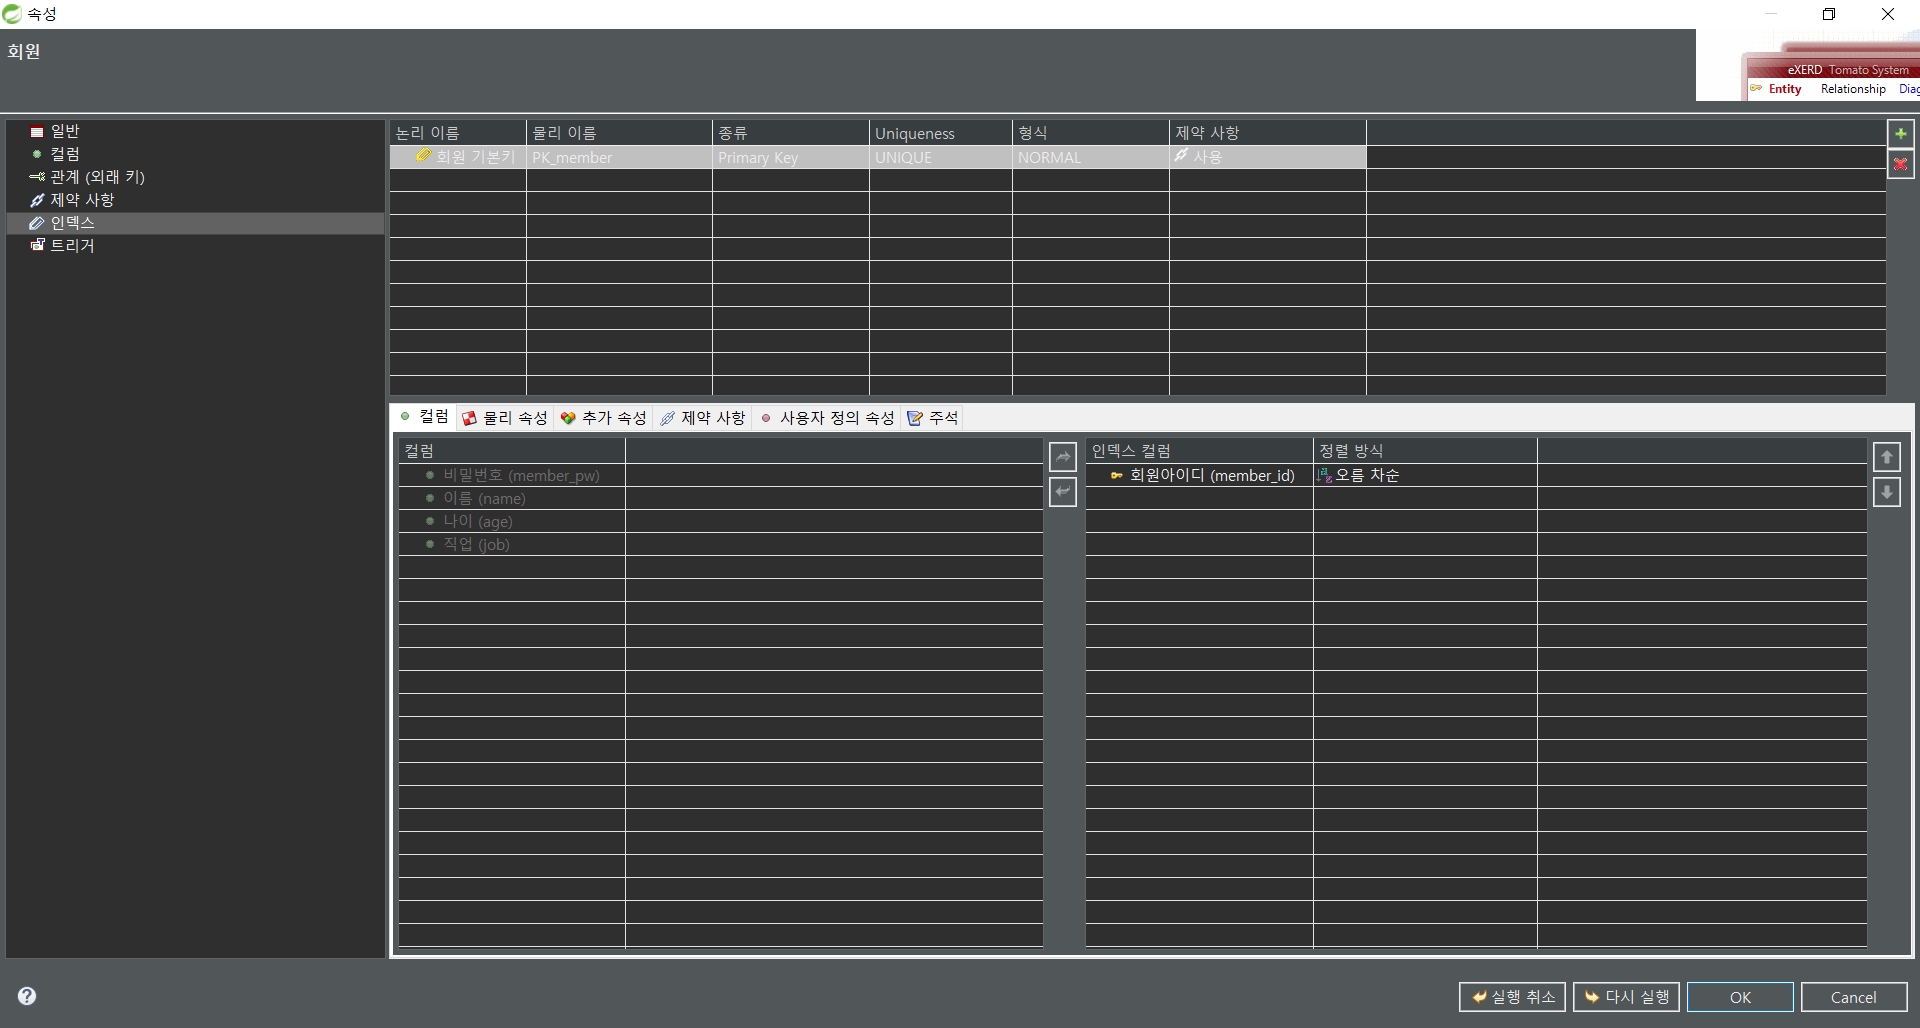 속성
회원
eXERD Tomato System
Entity Relationship
일반
컬럼
관계 (외래 키)
제약 사항
인덱스
트리거
논리 이름 물리 이름 종류 Uniqueness 형식 제약 사항
회원 기본키 PK_member Primary Key UNIQUE NORMAL 사용
컬럼 물리 속성 추가 속성 제약 사항 사용자 정의 속성 주석
컬럼
비밀번호 (member_pw)
이름 (name)
나이 (age)
직업 (job)
인덱스 컬럼 정렬 방식
회원아이디 (member_id) 오름 차순
실행 취소 다시 실행 OK Cancel